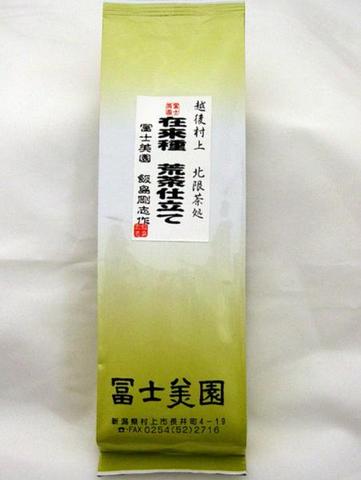 越後村上 北限茶処
在来種 荒茶仕立て
冨士美園 飯島剛志作
冨士美園
新潟県村上市長井町4-19
☎・FAX 0254(52)2716